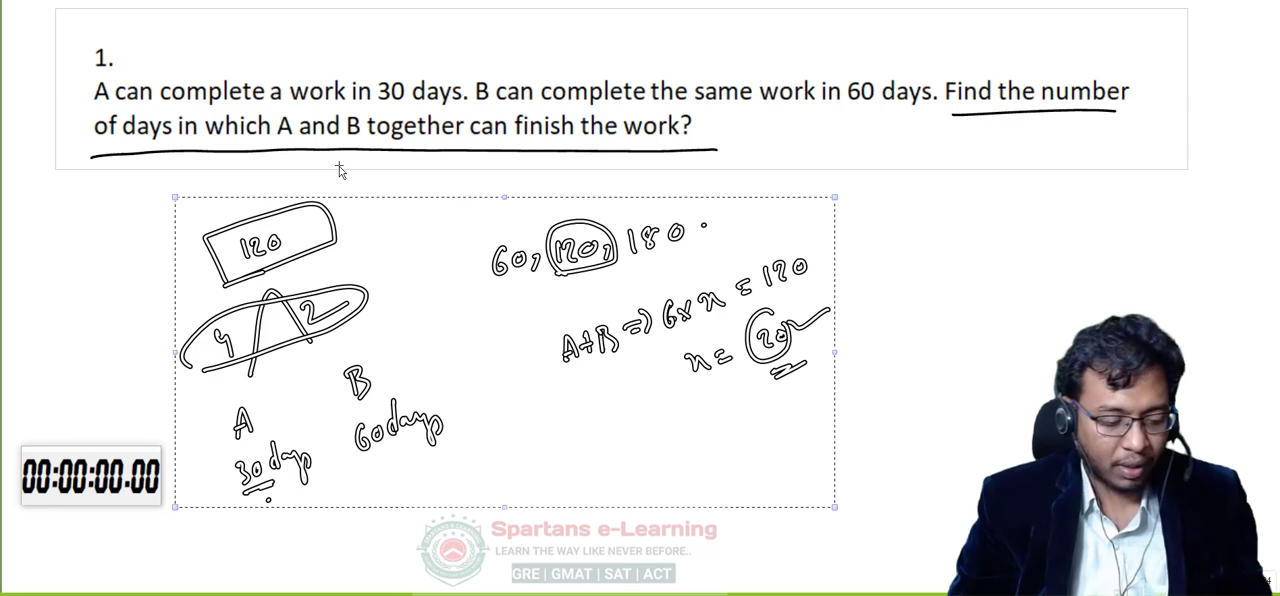 1.
A can complete a work in 30 days. B can complete the same work in 60 days. Find the number
of days in which A and B together can finish the work?
120
60, 120, 180 .
4 2
A+B => 6 x x = 120
x = 20
A
30 days
B
60 days
00:00:00.00
Spartans e-Learning
LEARN THE WAY LIKE NEVER BEFORE..
GRE | GMAT | SAT | ACT